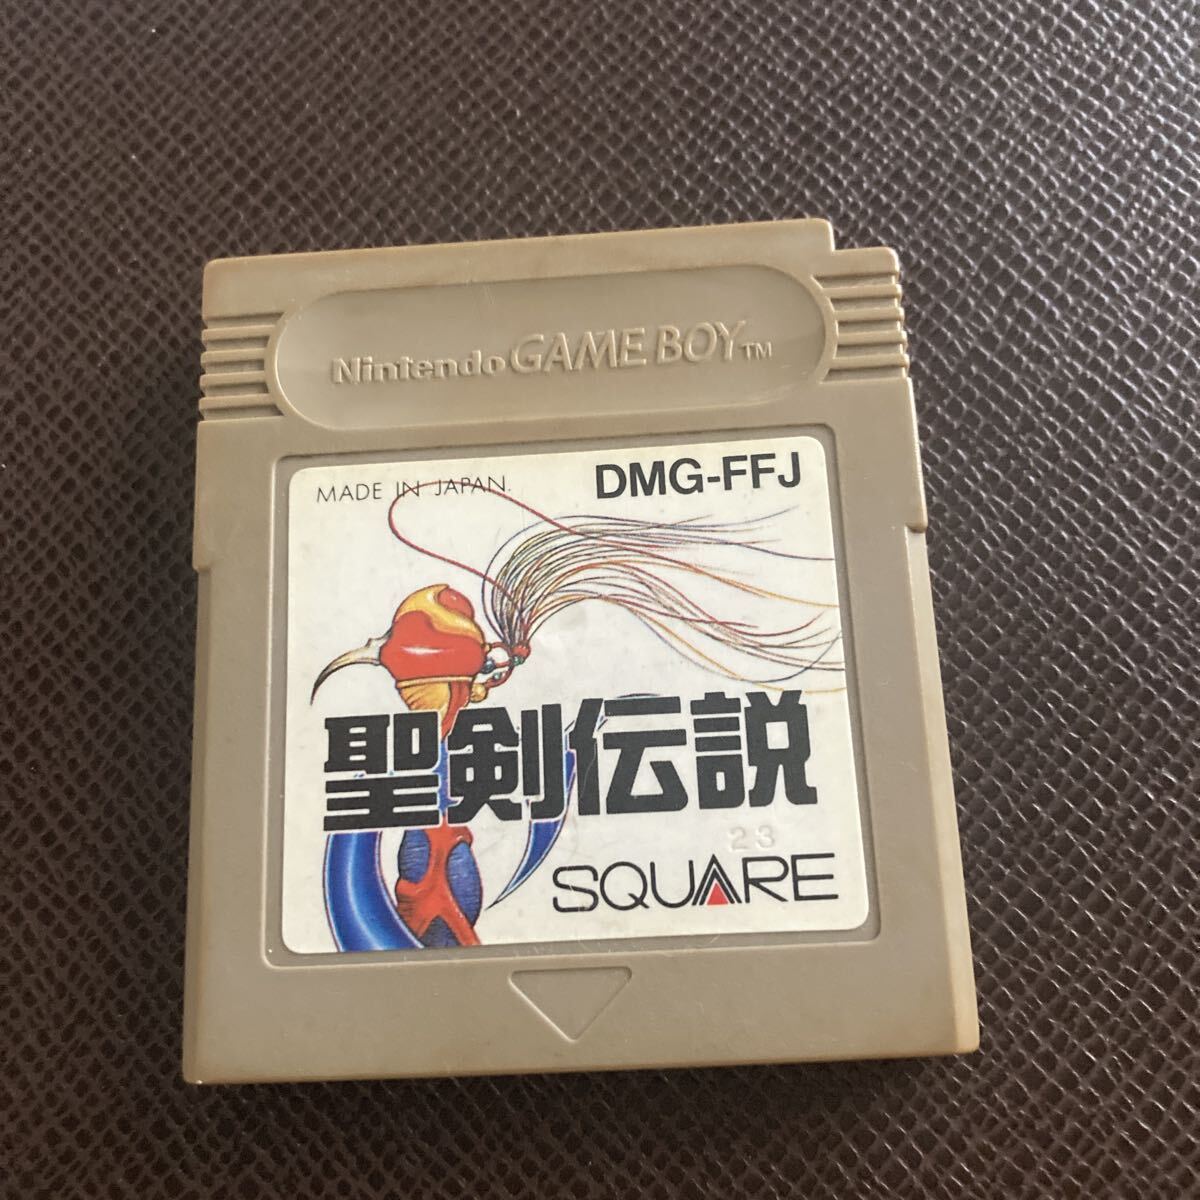 Nintendo GAME BOY TM
MADE IN JAPAN
DMG-FFJ
聖剣伝説
23
SQUARE